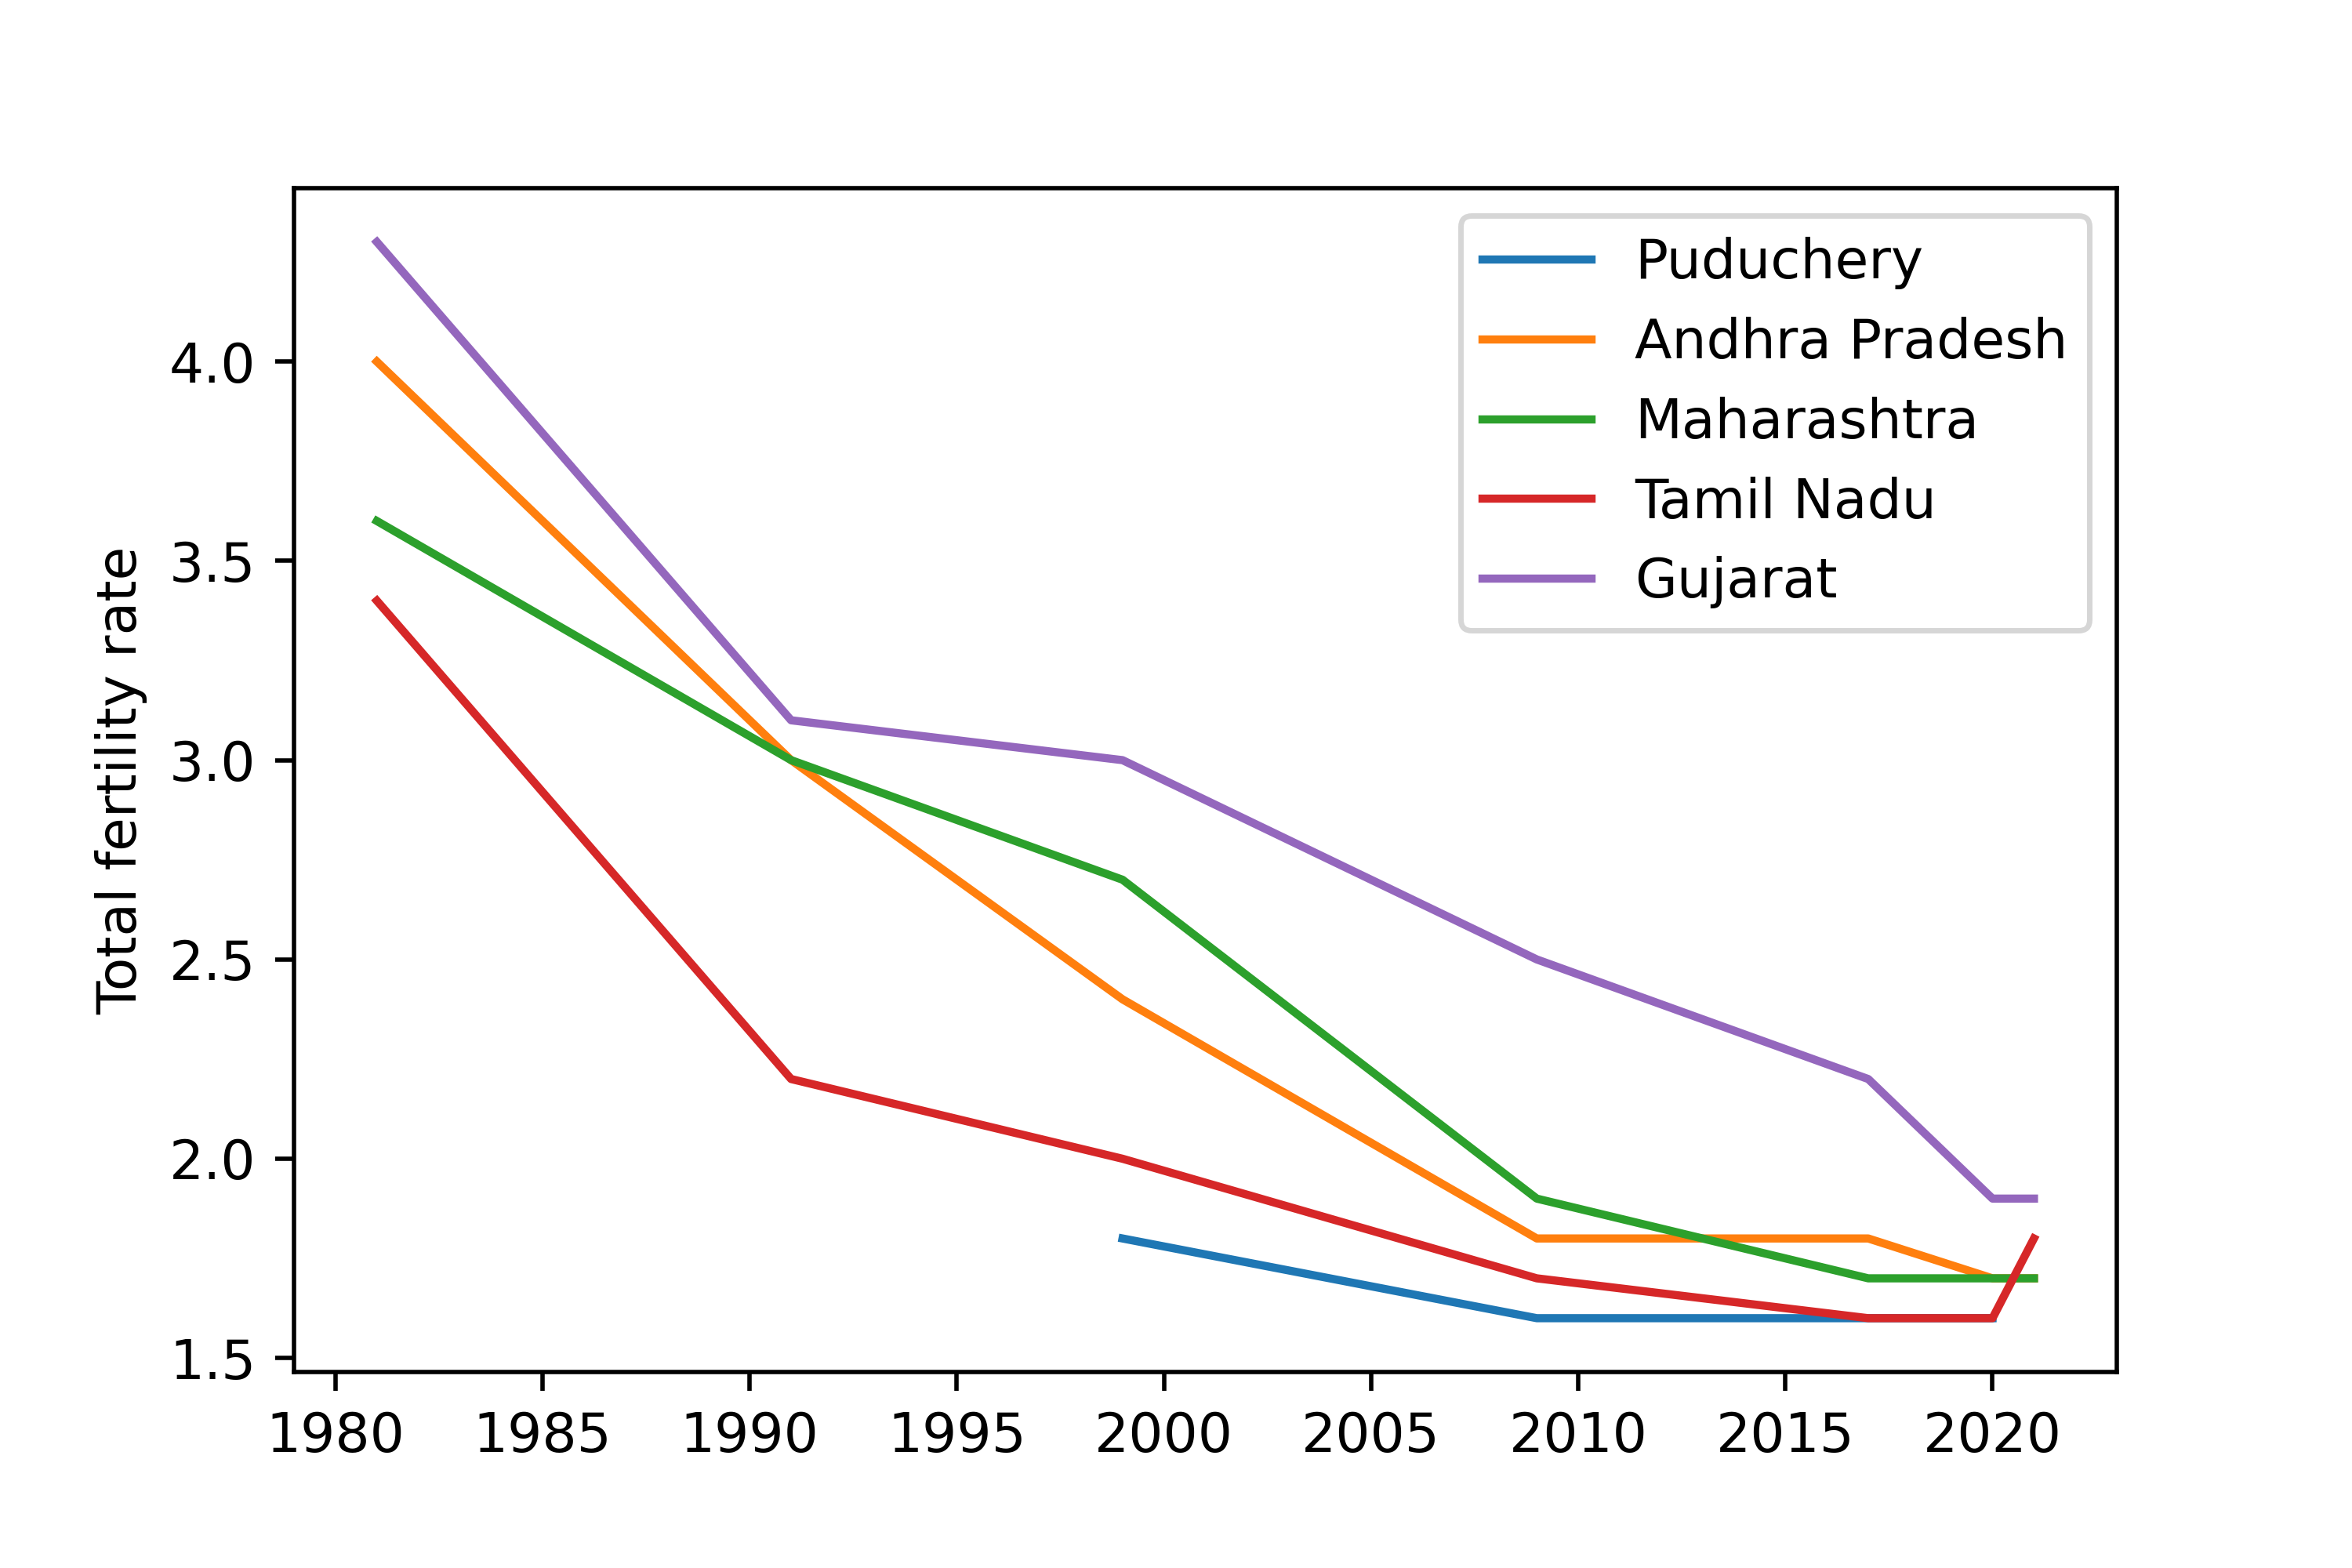 Total fertility rate
4.0
3.5
3.0
2.5
2.0
1.5
1980 1985 1990 1995 2000 2005 2010 2015 2020
Puduchery
Andhra Pradesh
Maharashtra
Tamil Nadu
Gujarat